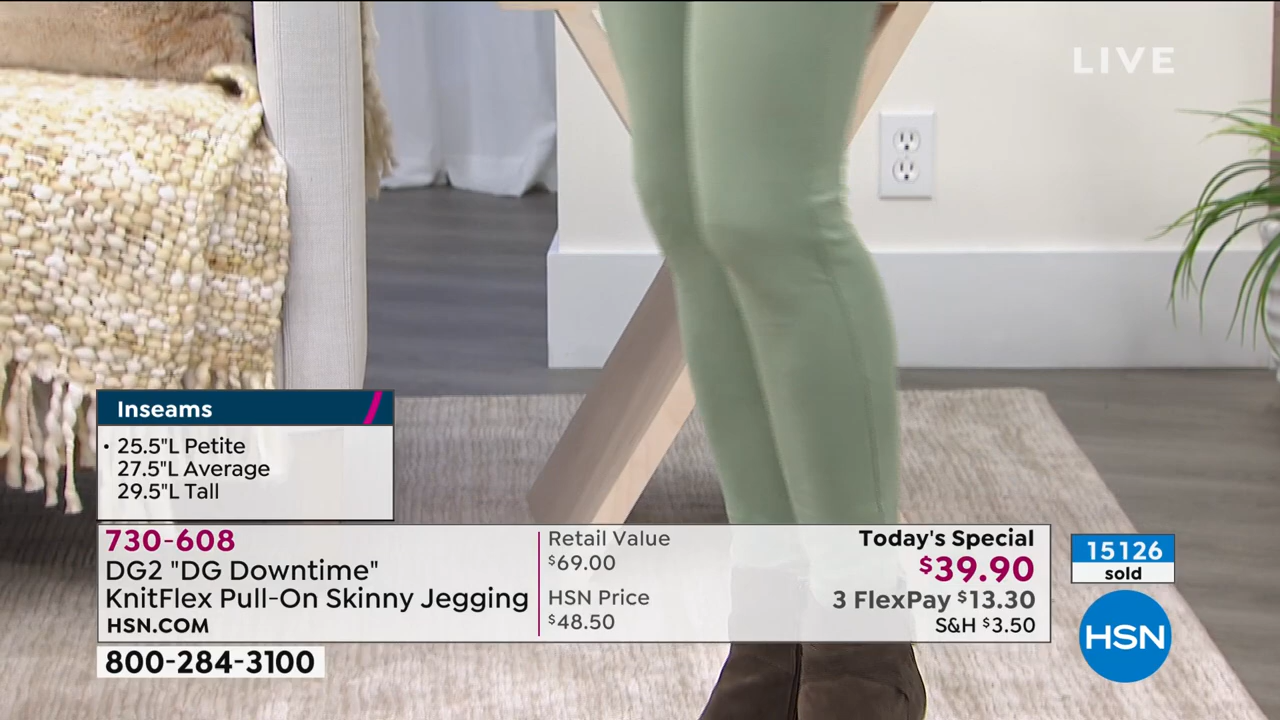 LIVE
Inseams
• 25.5"L Petite
27.5"L Average
29.5"L Tall
730-608
DG2 "DG Downtime"
KnitFlex Pull-On Skinny Jegging
HSN.COM
Retail Value
$69.00
HSN Price
$48.50
Today's Special
$39.90
3 FlexPay $13.30
S&H $3.50
15126
sold
HSN
800-284-3100